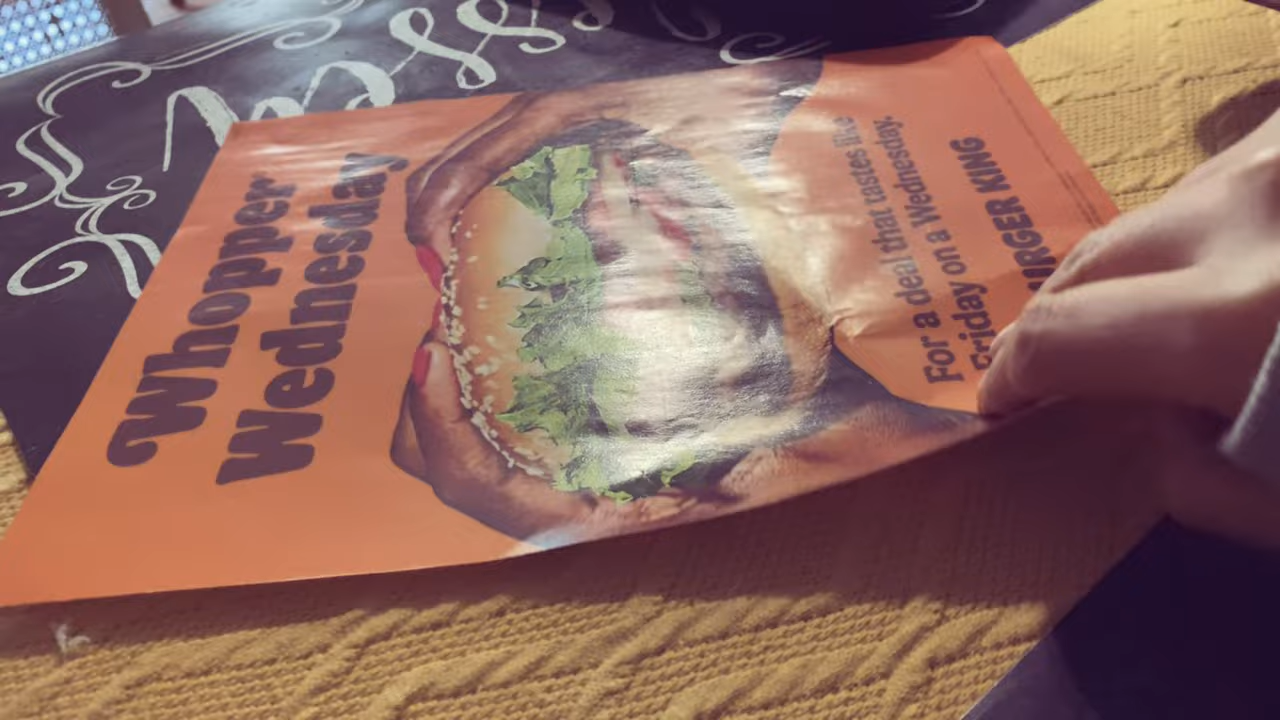 Whopper
Wednesday
For a deal that tastes like
Friday on a Wednesday.
BURGER KING